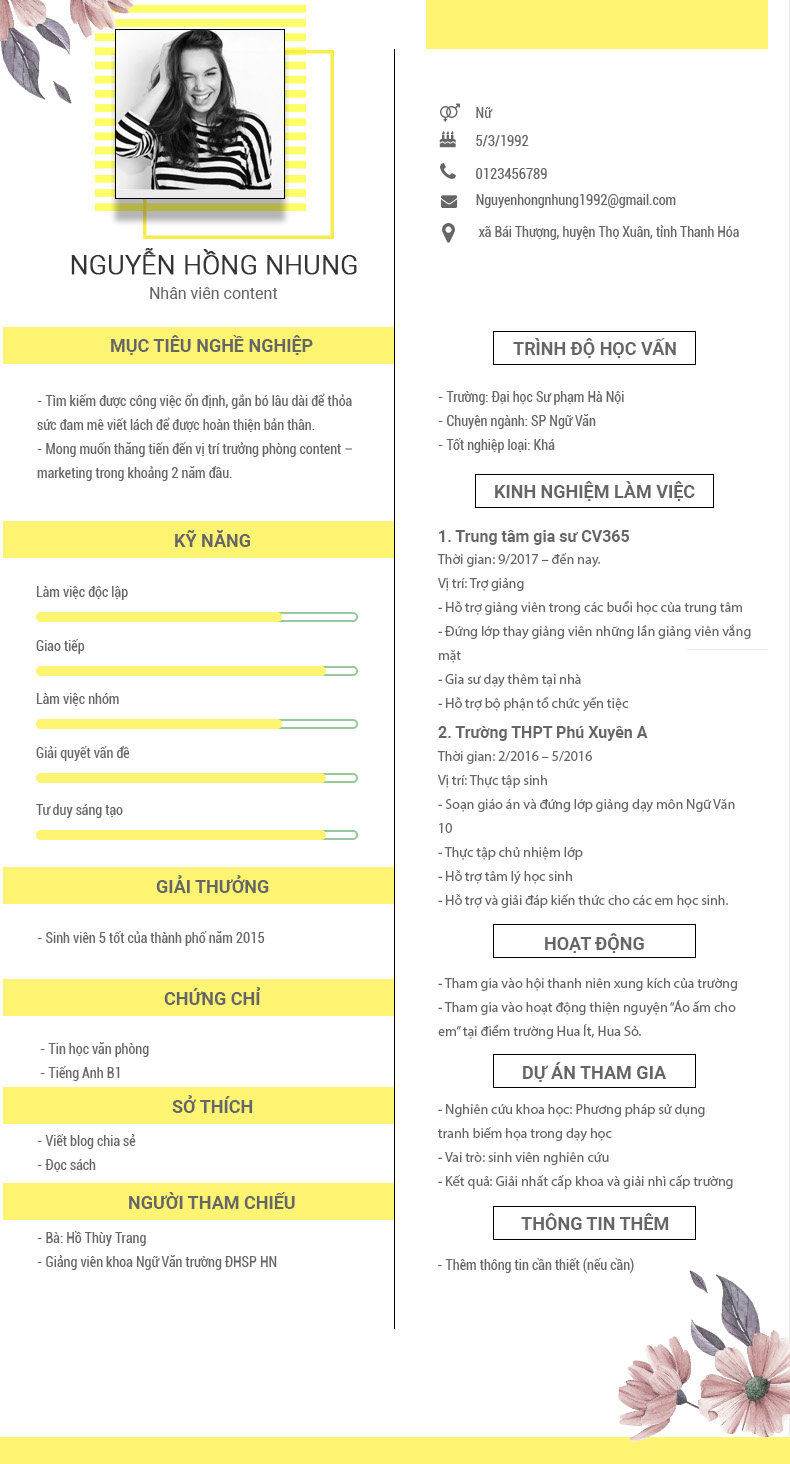 NGUYỄN HỒNG NHUNG
Nhân viên content
MỤC TIÊU NGHỀ NGHIỆP
- Tìm kiếm được công việc ổn định, gắn bó lâu dài để thỏa
sức đam mê viết lách để được hoàn thiện bản thân.
- Mong muốn thăng tiến đến vị trí trưởng phòng content –
marketing trong khoảng 2 năm đầu.
KỸ NĂNG
Làm việc độc lập
Giao tiếp
Làm việc nhóm
Giải quyết vấn đề
Tư duy sáng tạo
GIẢI THƯỞNG
- Sinh viên 5 tốt của thành phố năm 2015
CHỨNG CHỈ
- Tin học văn phòng
- Tiếng Anh B1
SỞ THÍCH
- Viết blog chia sẻ
- Đọc sách
NGƯỜI THAM CHIẾU
- Bà: Hồ Thùy Trang
- Giảng viên khoa Ngữ Văn trường ĐHSP HN
Nữ
5/3/1992
0123456789
Nguyenhongnhung1992@gmail.com
xã Bái Thượng, huyện Thọ Xuân, tỉnh Thanh Hóa
TRÌNH ĐỘ HỌC VẤN
- Trường: Đại học Sư phạm Hà Nội
- Chuyên ngành: SP Ngữ Văn
- Tốt nghiệp loại: Khá
KINH NGHIỆM LÀM VIỆC
1. Trung tâm gia sư CV365
Thời gian: 9/2017 – đến nay.
Vị trí: Trợ giảng
- Hỗ trợ giảng viên trong các buổi học của trung tâm
- Đứng lớp thay giảng viên những lần giảng viên vắng
mặt
- Gia sư dạy thêm tại nhà
- Hỗ trợ bộ phận tổ chức yến tiệc
2. Trường THPT Phú Xuyên A
Thời gian: 2/2016 – 5/2016
Vị trí: Thực tập sinh
- Soạn giáo án và đứng lớp giảng dạy môn Ngữ Văn
10
- Thực tập chủ nhiệm lớp
- Hỗ trợ tâm lý học sinh
- Hỗ trợ và giải đáp kiến thức cho các em học sinh.
HOẠT ĐỘNG
- Tham gia vào hội thanh niên xung kích của trường
- Tham gia vào hoạt động thiện nguyện “Áo ấm cho
em” tại điểm trường Hua Ít, Hua Sỏ.
DỰ ÁN THAM GIA
- Nghiên cứu khoa học: Phương pháp sử dụng
tranh biếm họa trong dạy học
- Vai trò: sinh viên nghiên cứu
- Kết quả: Giải nhất cấp khoa và giải nhì cấp trường
THÔNG TIN THÊM
- Thêm thông tin cần thiết (nếu cần)